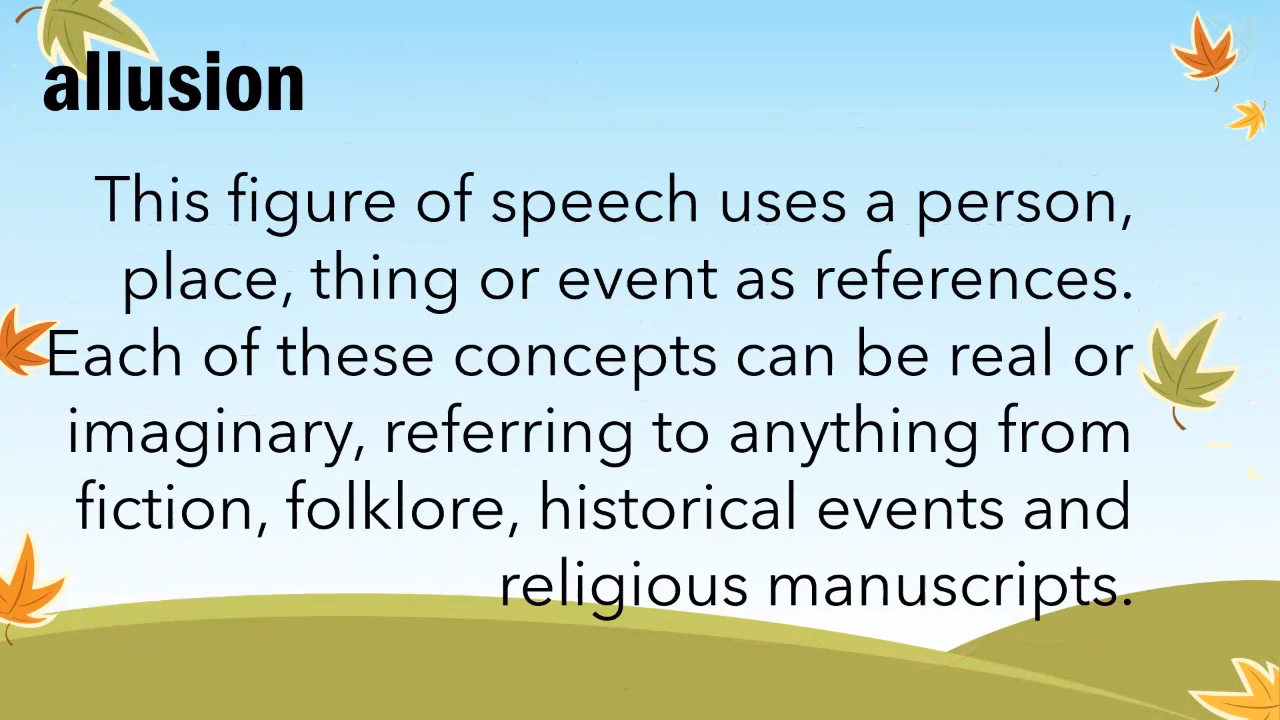 allusion
This figure of speech uses a person,
place, thing or event as references.
Each of these concepts can be real or
imaginary, referring to anything from
fiction, folklore, historical events and
religious manuscripts.